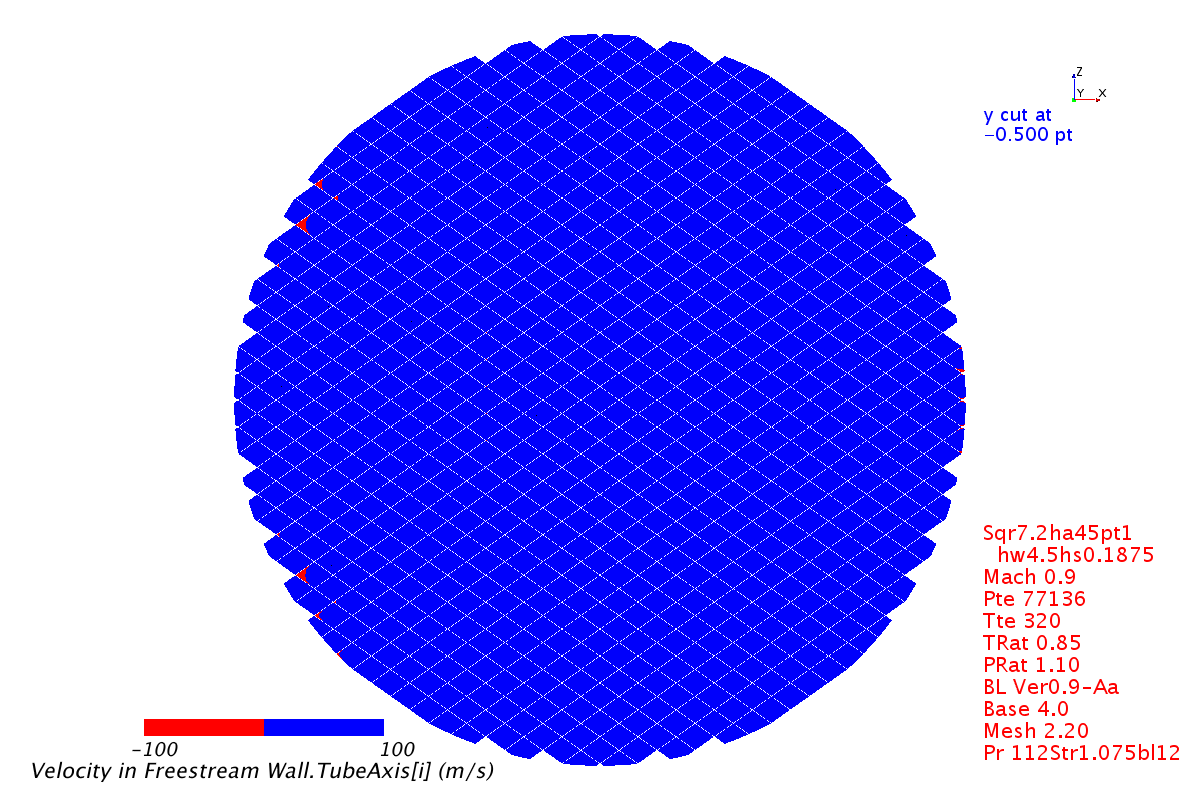 Z
Y X
y cut at
-0.500 pt
Sqr7.2ha45pt1
hw4.5hs0.1875
Mach 0.9
Pte 77136
Tte 320
TRat 0.85
PRat 1.10
BL Ver0.9-Aa
Base 4.0
Mesh 2.20
Pr 112Str1.075bl12
-100 100
Velocity in Freestream Wall.TubeAxis[i] (m/s)